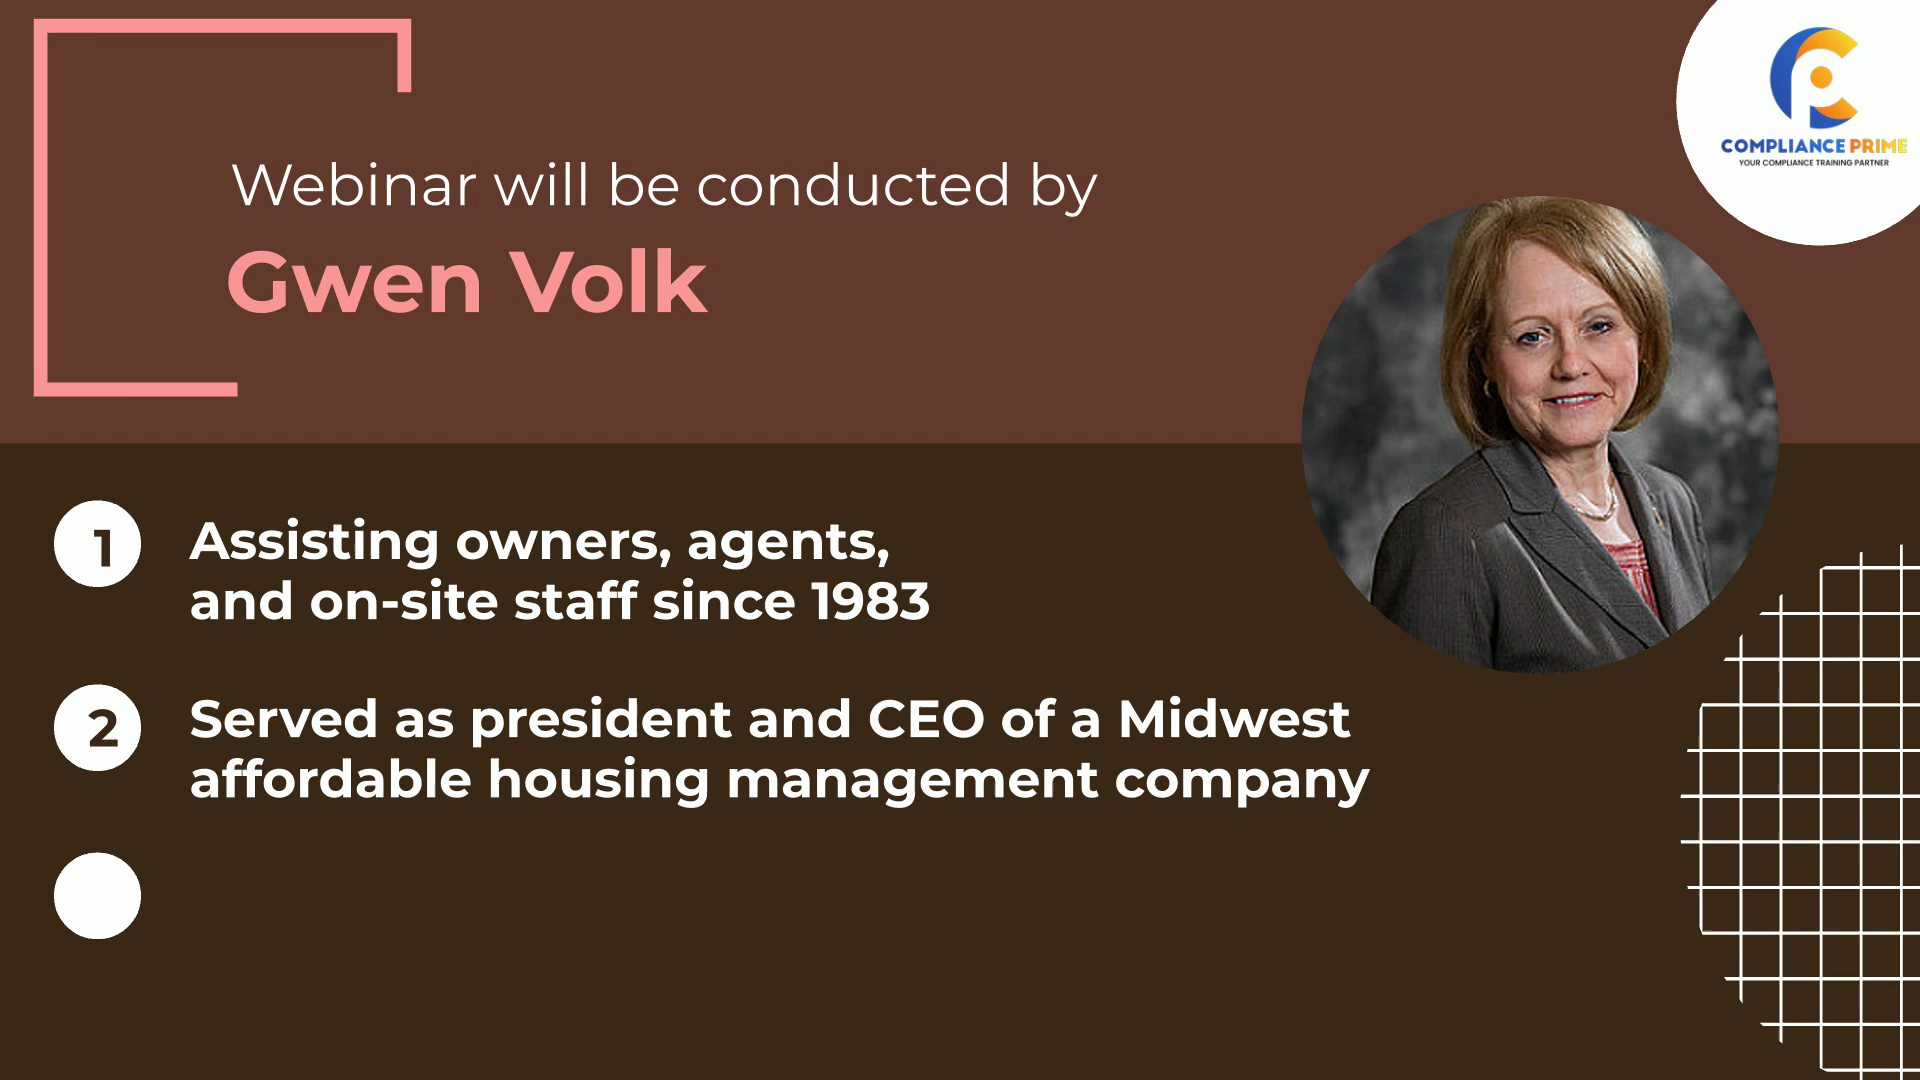 COMPLIANCE PRIME
YOUR COMPLIANCE TRAINING PARTNER
Webinar will be conducted by
Gwen Volk
1
Assisting owners, agents,
and on-site staff since 1983
2
Served as president and CEO of a Midwest
affordable housing management company